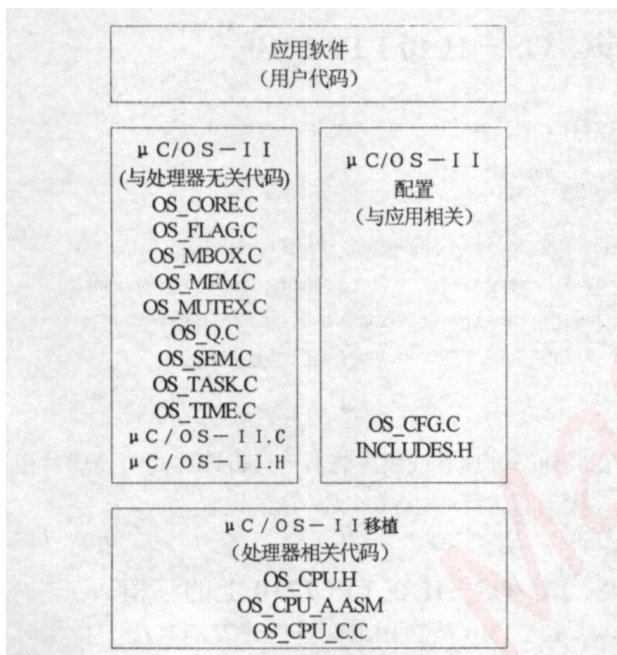 应用软件
（用户代码）
μC/OS－II
(与处理器无关代码)
OS_CORE.C
OS_FLAG.C
OS_MBOX.C
OS_MEM.C
OS_MUTEX.C
OS_Q.C
OS_SEM.C
OS_TASK.C
OS_TIME.C
μC/OS－II.C
μC/OS－II.H
μC/OS－II
配置
（与应用相关）
OS_CFG.C
INCLUDES.H
μC/OS－II移植
（处理器相关代码）
OS_CPU.H
OS_CPU_A.ASM
OS_CPU_C.C